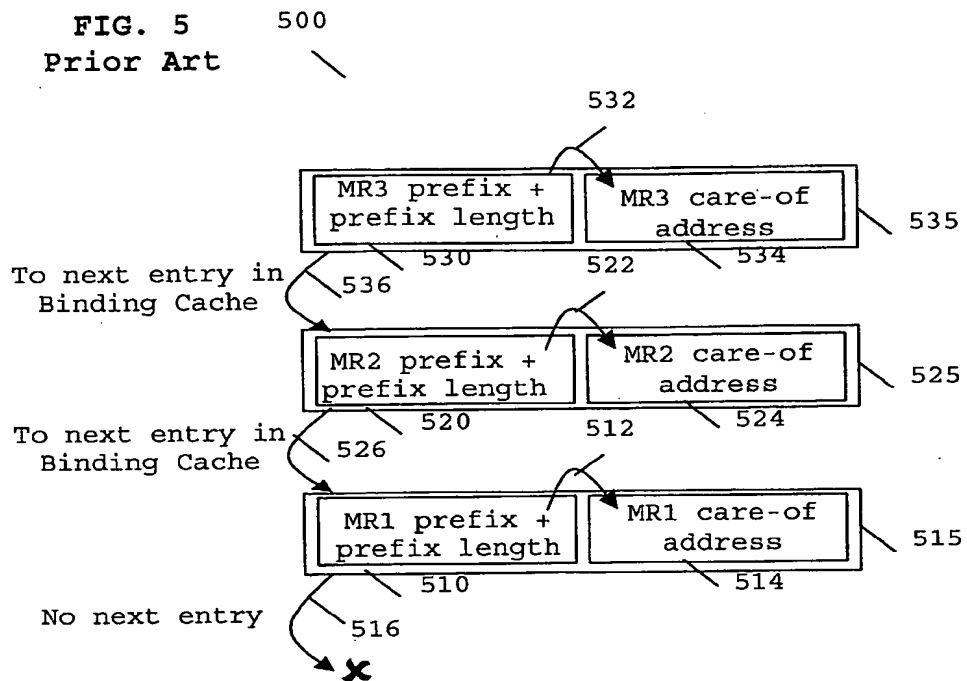 FIG. 5
Prior Art
500
532
MR3 prefix +
prefix length
MR3 care-of
address
535
530
522
534
To next entry in
Binding Cache
536
MR2 prefix +
prefix length
MR2 care-of
address
525
520
512
524
To next entry in
Binding Cache
526
MR1 prefix +
prefix length
MR1 care-of
address
515
510
514
No next entry
516
x